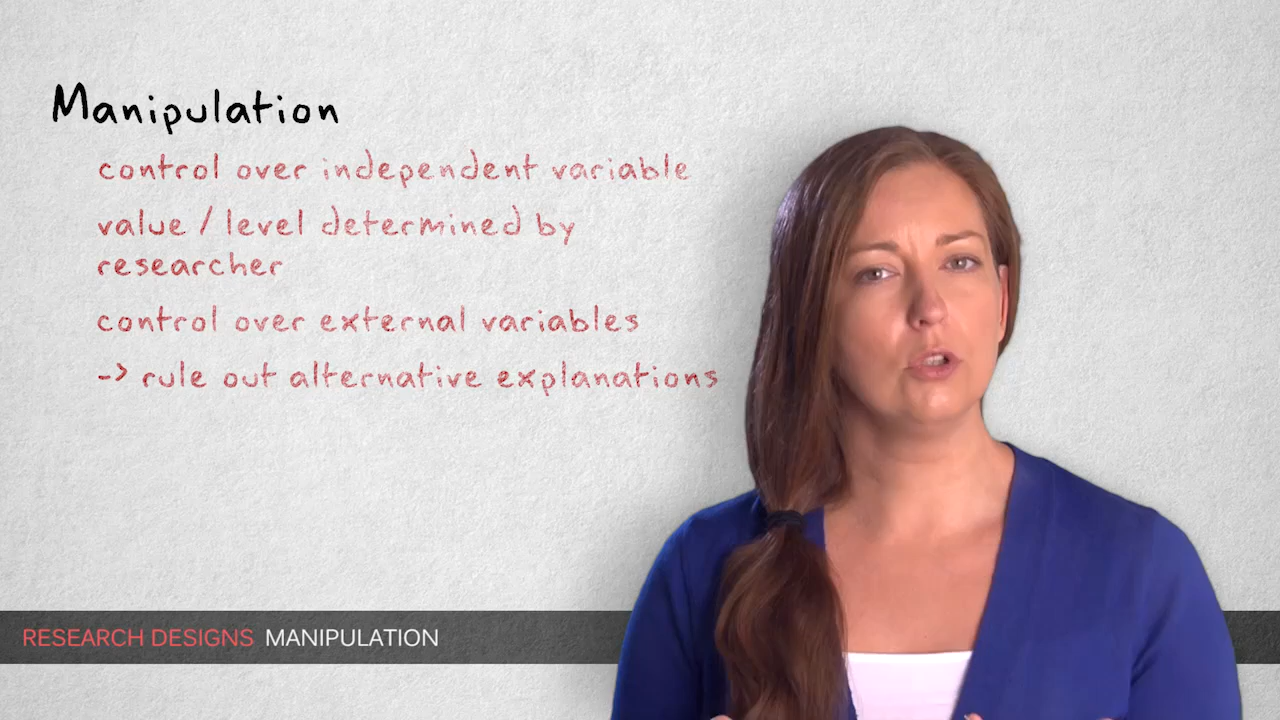 Manipulation
control over independent variable
value / level determined by
researcher
control over external variables
-> rule out alternative explanations
RESEARCH DESIGNS MANIPULATION